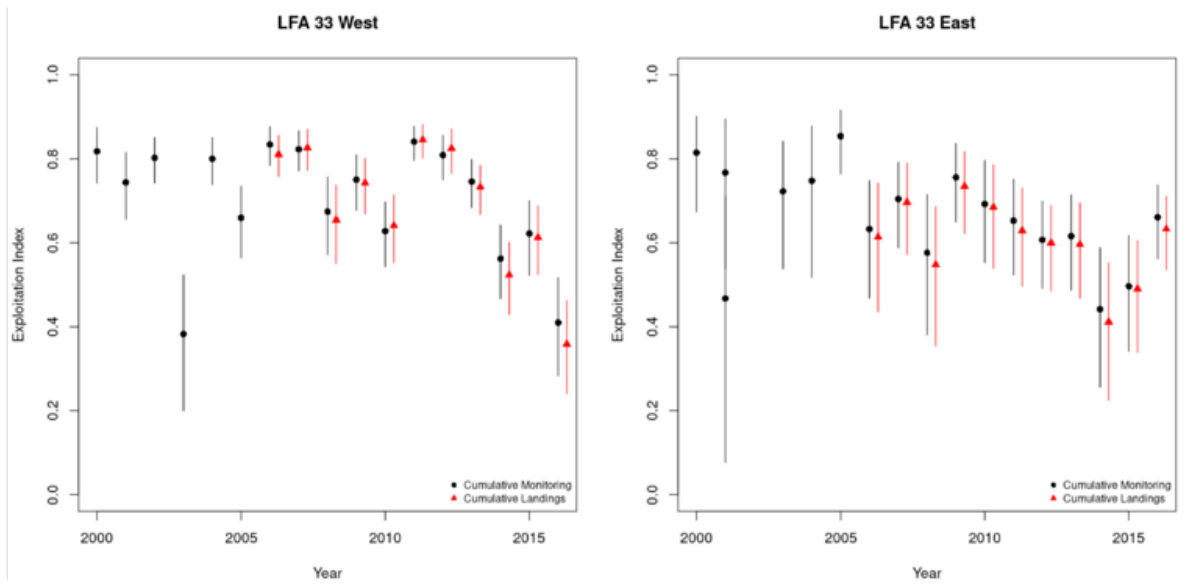 LFA 33 West
Exploitation Index
1.0
0.8
0.6
0.4
0.2
0.0
Cumulative Monitoring
Cumulative Landings
2000 2005 2010 2015
Year
LFA 33 East
Exploitation Index
1.0
0.8
0.6
0.4
0.2
0.0
Cumulative Monitoring
Cumulative Landings
2000 2005 2010 2015
Year